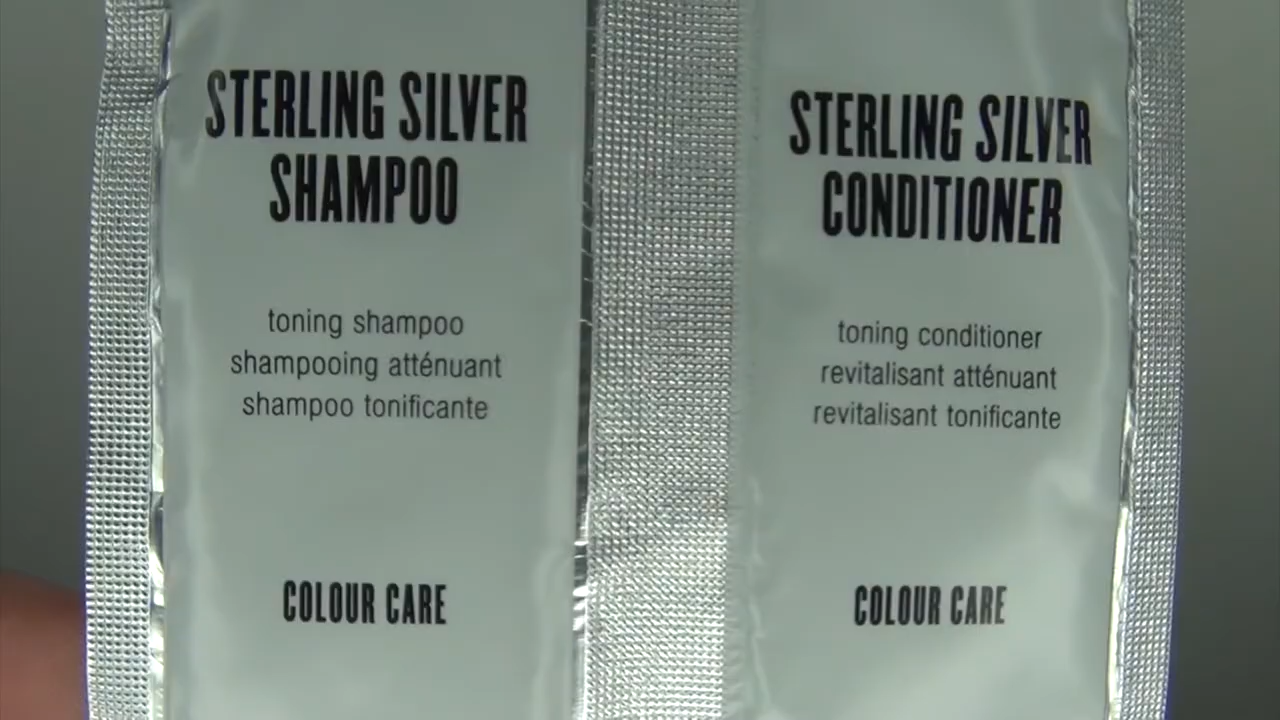 STERLING SILVER
SHAMPOO
toning shampoo
shampooing atténuant
shampoo tonificante
COLOUR CARE
STERLING SILVER
CONDITIONER
toning conditioner
revitalisant atténuant
revitalisant tonificante
COLOUR CARE